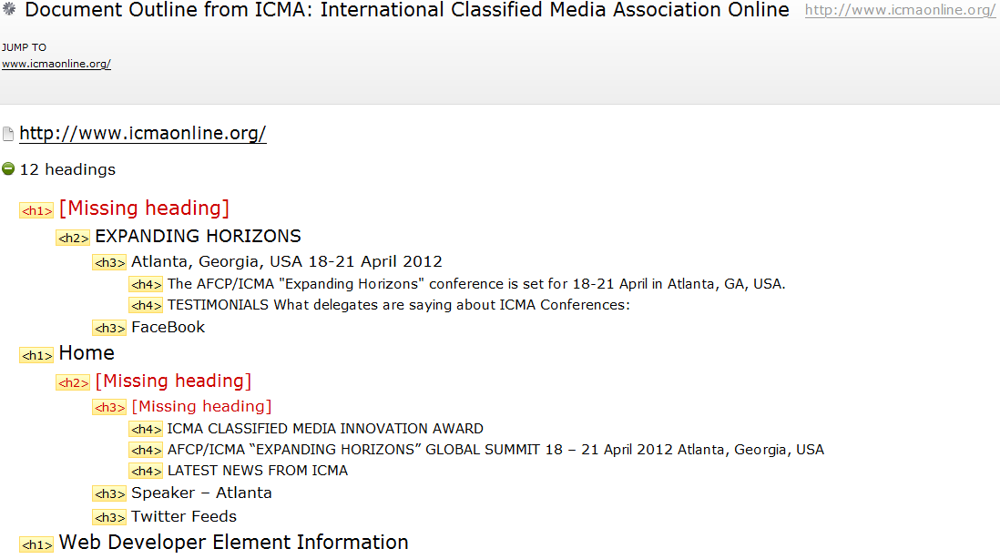 Document Outline from ICMA: International Classified Media Association Online http://www.icmaonline.org/
JUMP TO
www.icmaonline.org/
http://www.icmaonline.org/
12 headings
<h1> [Missing heading]
<h2> EXPANDING HORIZONS
<h3> Atlanta, Georgia, USA 18-21 April 2012
<h4> The AFCP/ICMA "Expanding Horizons" conference is set for 18-21 April in Atlanta, GA, USA.
<h4> TESTIMONIALS What delegates are saying about ICMA Conferences:
<h3> FaceBook
<h1> Home
<h2> [Missing heading]
<h3> [Missing heading]
<h4> ICMA CLASSIFIED MEDIA INNOVATION AWARD
<h4> AFCP/ICMA “EXPANDING HORIZONS” GLOBAL SUMMIT 18 – 21 April 2012 Atlanta, Georgia, USA
<h4> LATEST NEWS FROM ICMA
<h3> Speaker – Atlanta
<h3> Twitter Feeds
<h1> Web Developer Element Information